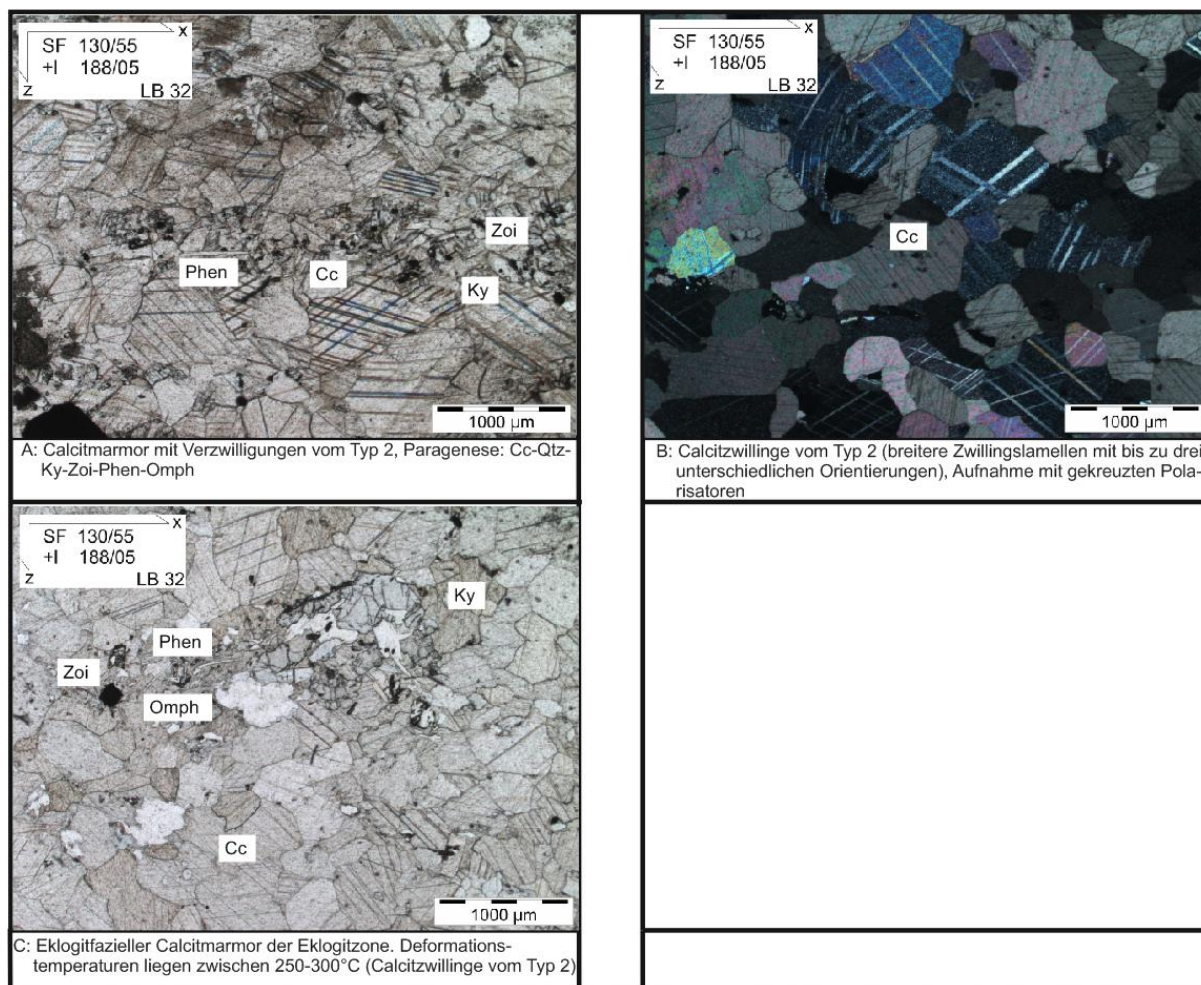 x
SF 130/55
+l 188/05
z LB 32
Zoi
Phen Cc
Ky
1000 µm
A: Calcitmarmor mit Verzwilligungen vom Typ 2, Paragenese: Cc-Qtz-
Ky-Zoi-Phen-Omph
x
SF 130/55
+l 188/05
z LB 32
Cc
1000 µm
B: Calcitzwillinge vom Typ 2 (breitere Zwillingslamellen mit bis zu drei
unterschiedlichen Orientierungen), Aufnahme mit gekreuzten Pola-
risatoren
x
SF 130/55
+l 188/05
z LB 32
Ky
Phen
Zoi
Omph
Cc
1000 µm
C: Eklogitfazieller Calcitmarmor der Eklogitzone. Deformations-
temperaturen liegen zwischen 250-300°C (Calcitzwillinge vom Typ 2)